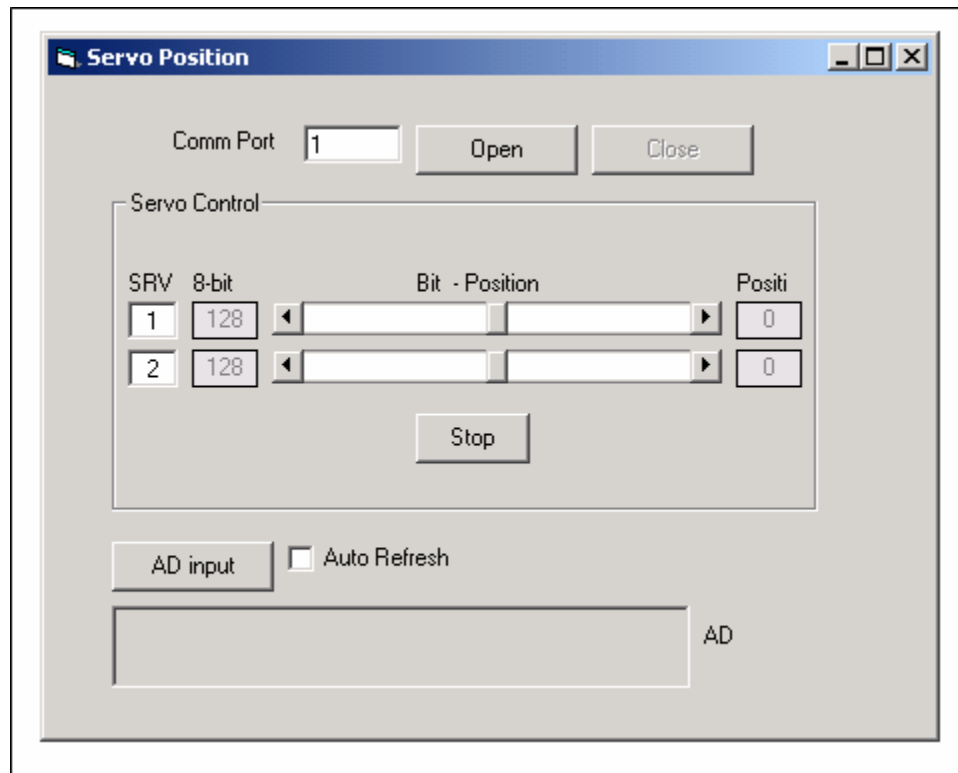 Servo Position
Comm Port 1 Open Close
Servo Control
SRV 8-bit Bit - Position Positi
1 128 0
2 128 0
Stop
AD input Auto Refresh
AD